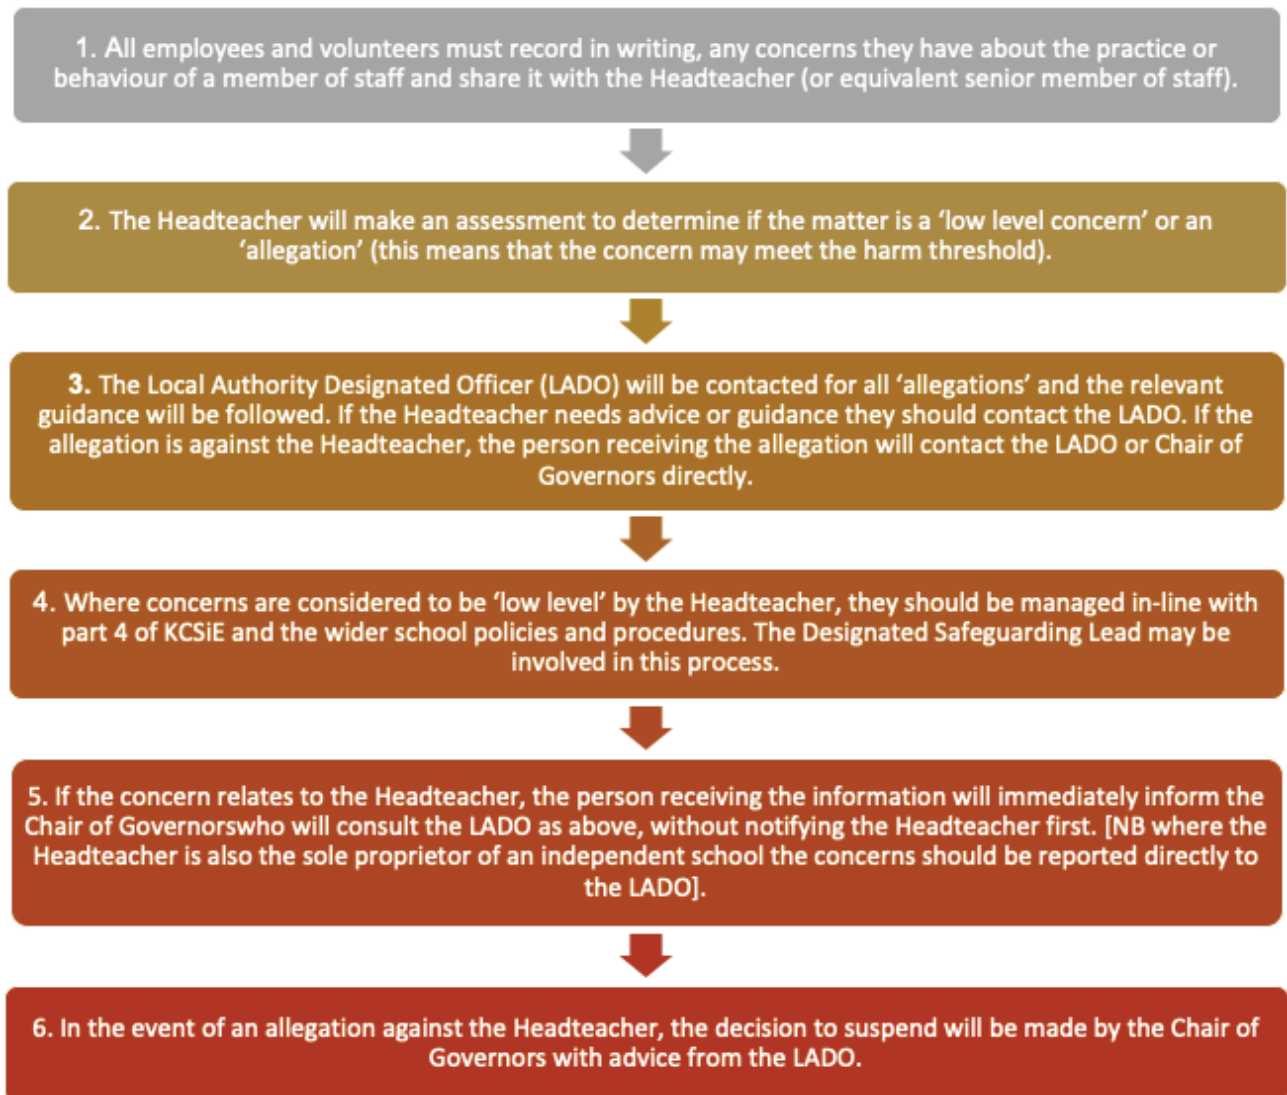 1. All employees and volunteers must record in writing, any concerns they have about the practice or
behaviour of a member of staff and share it with the Headteacher (or equivalent senior member of staff).
2. The Headteacher will make an assessment to determine if the matter is a ‘low level concern’ or an
‘allegation’ (this means that the concern may meet the harm threshold).
3. The Local Authority Designated Officer (LADO) will be contacted for all ‘allegations’ and the relevant
guidance will be followed. If the Headteacher needs advice or guidance they should contact the LADO. If the
allegation is against the Headteacher, the person receiving the allegation will contact the LADO or Chair of
Governors directly.
4. Where concerns are considered to be ‘low level’ by the Headteacher, they should be managed in-line with
part 4 of KCSiE and the wider school policies and procedures. The Designated Safeguarding Lead may be
involved in this process.
5. If the concern relates to the Headteacher, the person receiving the information will immediately inform the
Chair of Governorswho will consult the LADO as above, without notifying the Headteacher first. [NB where the
Headteacher is also the sole proprietor of an independent school the concerns should be reported directly to
the LADO].
6. In the event of an allegation against the Headteacher, the decision to suspend will be made by the Chair of
Governors with advice from the LADO.